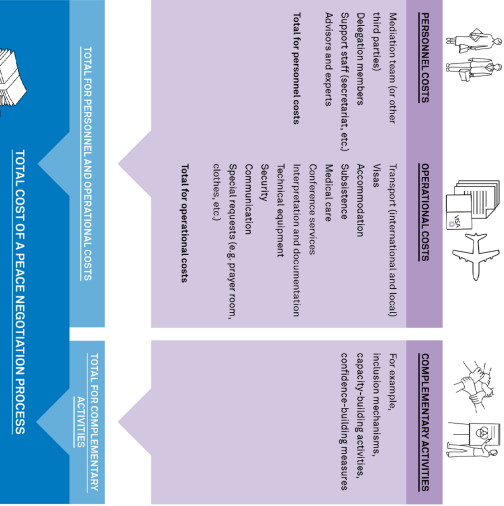 PERSONNEL COSTS
Mediation team (or other
third parties)
Delegation members
Support staff (secretariat, etc.)
Advisors and experts
Total for personnel costs
OPERATIONAL COSTS
Transport (international and local)
Visas
Accommodation
Subsistence
Medical care
Conference services
Interpretation and documentation
Technical equipment
Security
Communication
Special requests (e.g. prayer room,
clothes, etc.)
Total for operational costs
COMPLEMENTARY ACTIVITIES
For example,
inclusion mechanisms,
capacity-building activities,
confidence-building measures
VISA
TOTAL FOR PERSONNEL AND OPERATIONAL COSTS
TOTAL FOR COMPLEMENTARY
ACTIVITIES
TOTAL COST OF A PEACE NEGOTIATION PROCESS